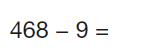 468 – 9 =